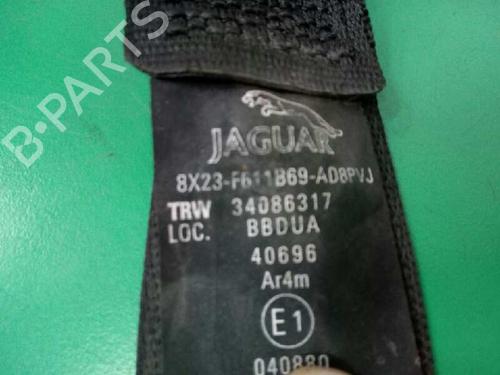 B-PARTS
JAGUAR
8X23-F611B69-AD8PVJ
TRW 34086317
LOC. BBDUA
40696
Ar4m
E1
040880